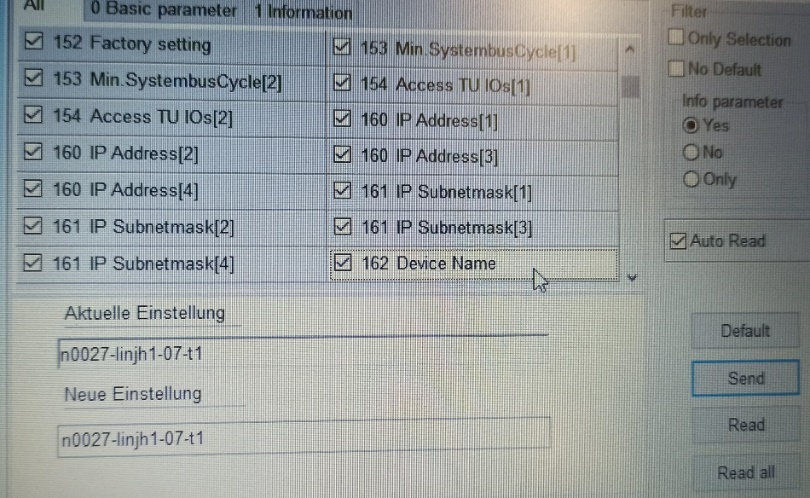 All 0 Basic parameter 1 Information
152 Factory setting 153 Min.SystembusCycle[1]
153 Min.SystembusCycle[2] 154 Access TU IOs[1]
154 Access TU IOs[2] 160 IP Address[1]
160 IP Address[2] 160 IP Address[3]
160 IP Address[4] 161 IP Subnetmask[1]
161 IP Subnetmask[2] 161 IP Subnetmask[3]
161 IP Subnetmask[4] 162 Device Name
Aktuelle Einstellung
n0027-linjh1-07-t1
Neue Einstellung
n0027-linjh1-07-t1
Filter
Only Selection
No Default
Info parameter
Yes
No
Only
Auto Read
Default
Send
Read
Read all